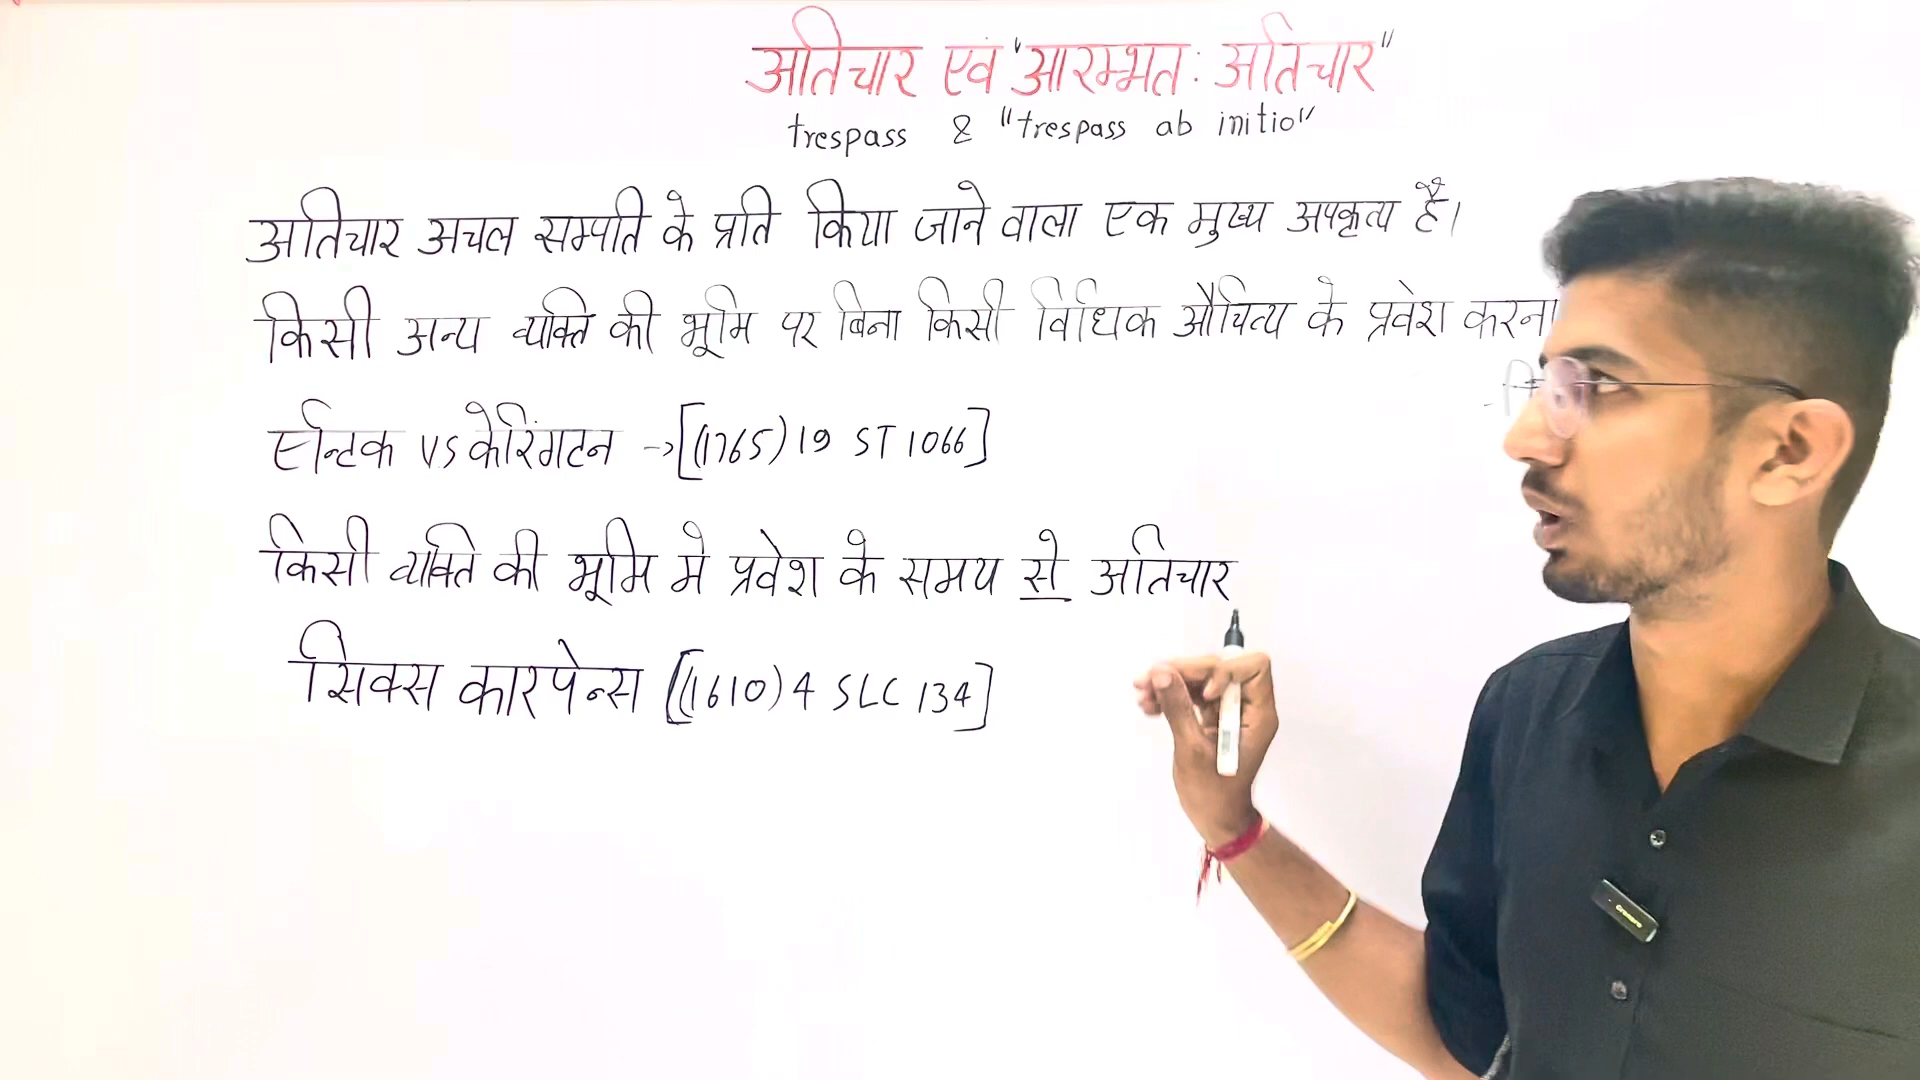 अतिचार एवं "आरम्भतः अतिचार"
trespass & "trespass ab initio"
अतिचार अचल सम्पति के प्रति किया जाने वाला एक मुख्य अपकृत्य है।
किसी अन्य व्यक्ति की भूमि पर बिना किसी विधिक औचित्य के प्रवेश करना
एन्टिक vs केरिंगटन → [(1765) 19 ST 1066]
किसी व्यक्ति की भूमि मे प्रवेश के समय से अतिचार
सिक्स कारपेन्स [(1610) 4 SLC 134]